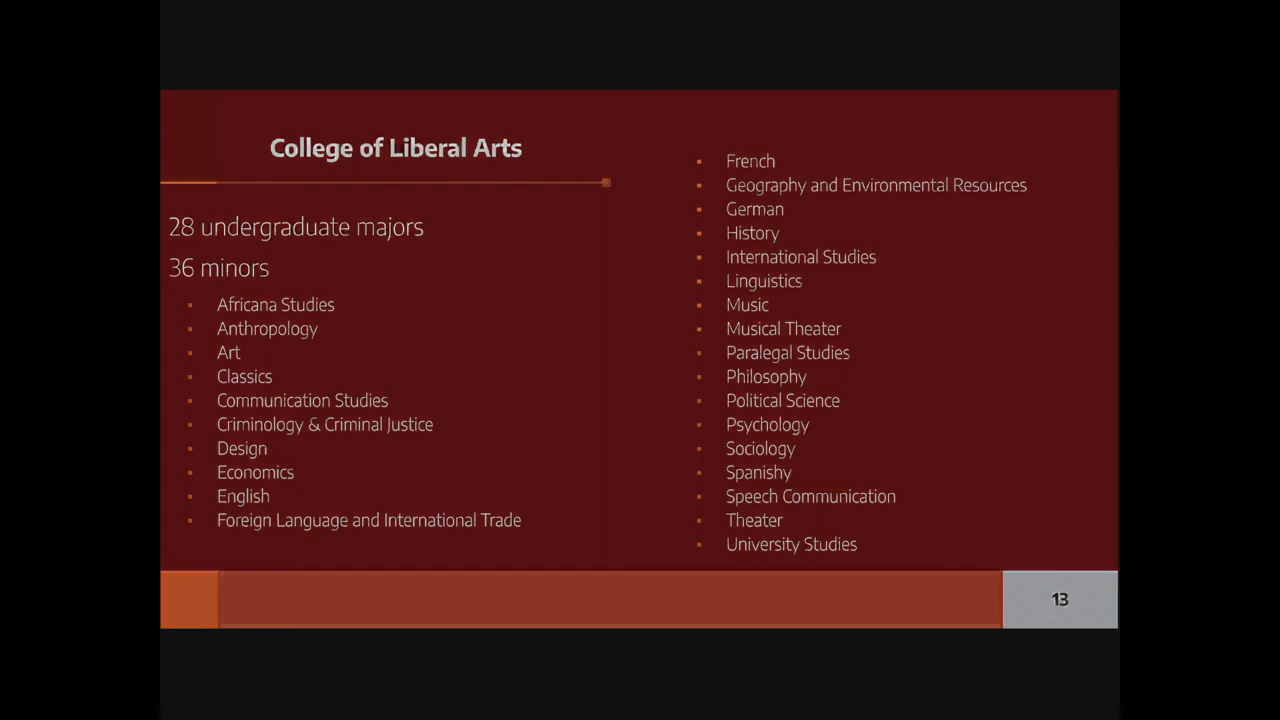 College of Liberal Arts
28 undergraduate majors
36 minors
Africana Studies
Anthropology
Art
Classics
Communication Studies
Criminology & Criminal Justice
Design
Economics
English
Foreign Language and International Trade
French
Geography and Environmental Resources
German
History
International Studies
Linguistics
Music
Musical Theater
Paralegal Studies
Philosophy
Political Science
Psychology
Sociology
Spanishy
Speech Communication
Theater
University Studies
13